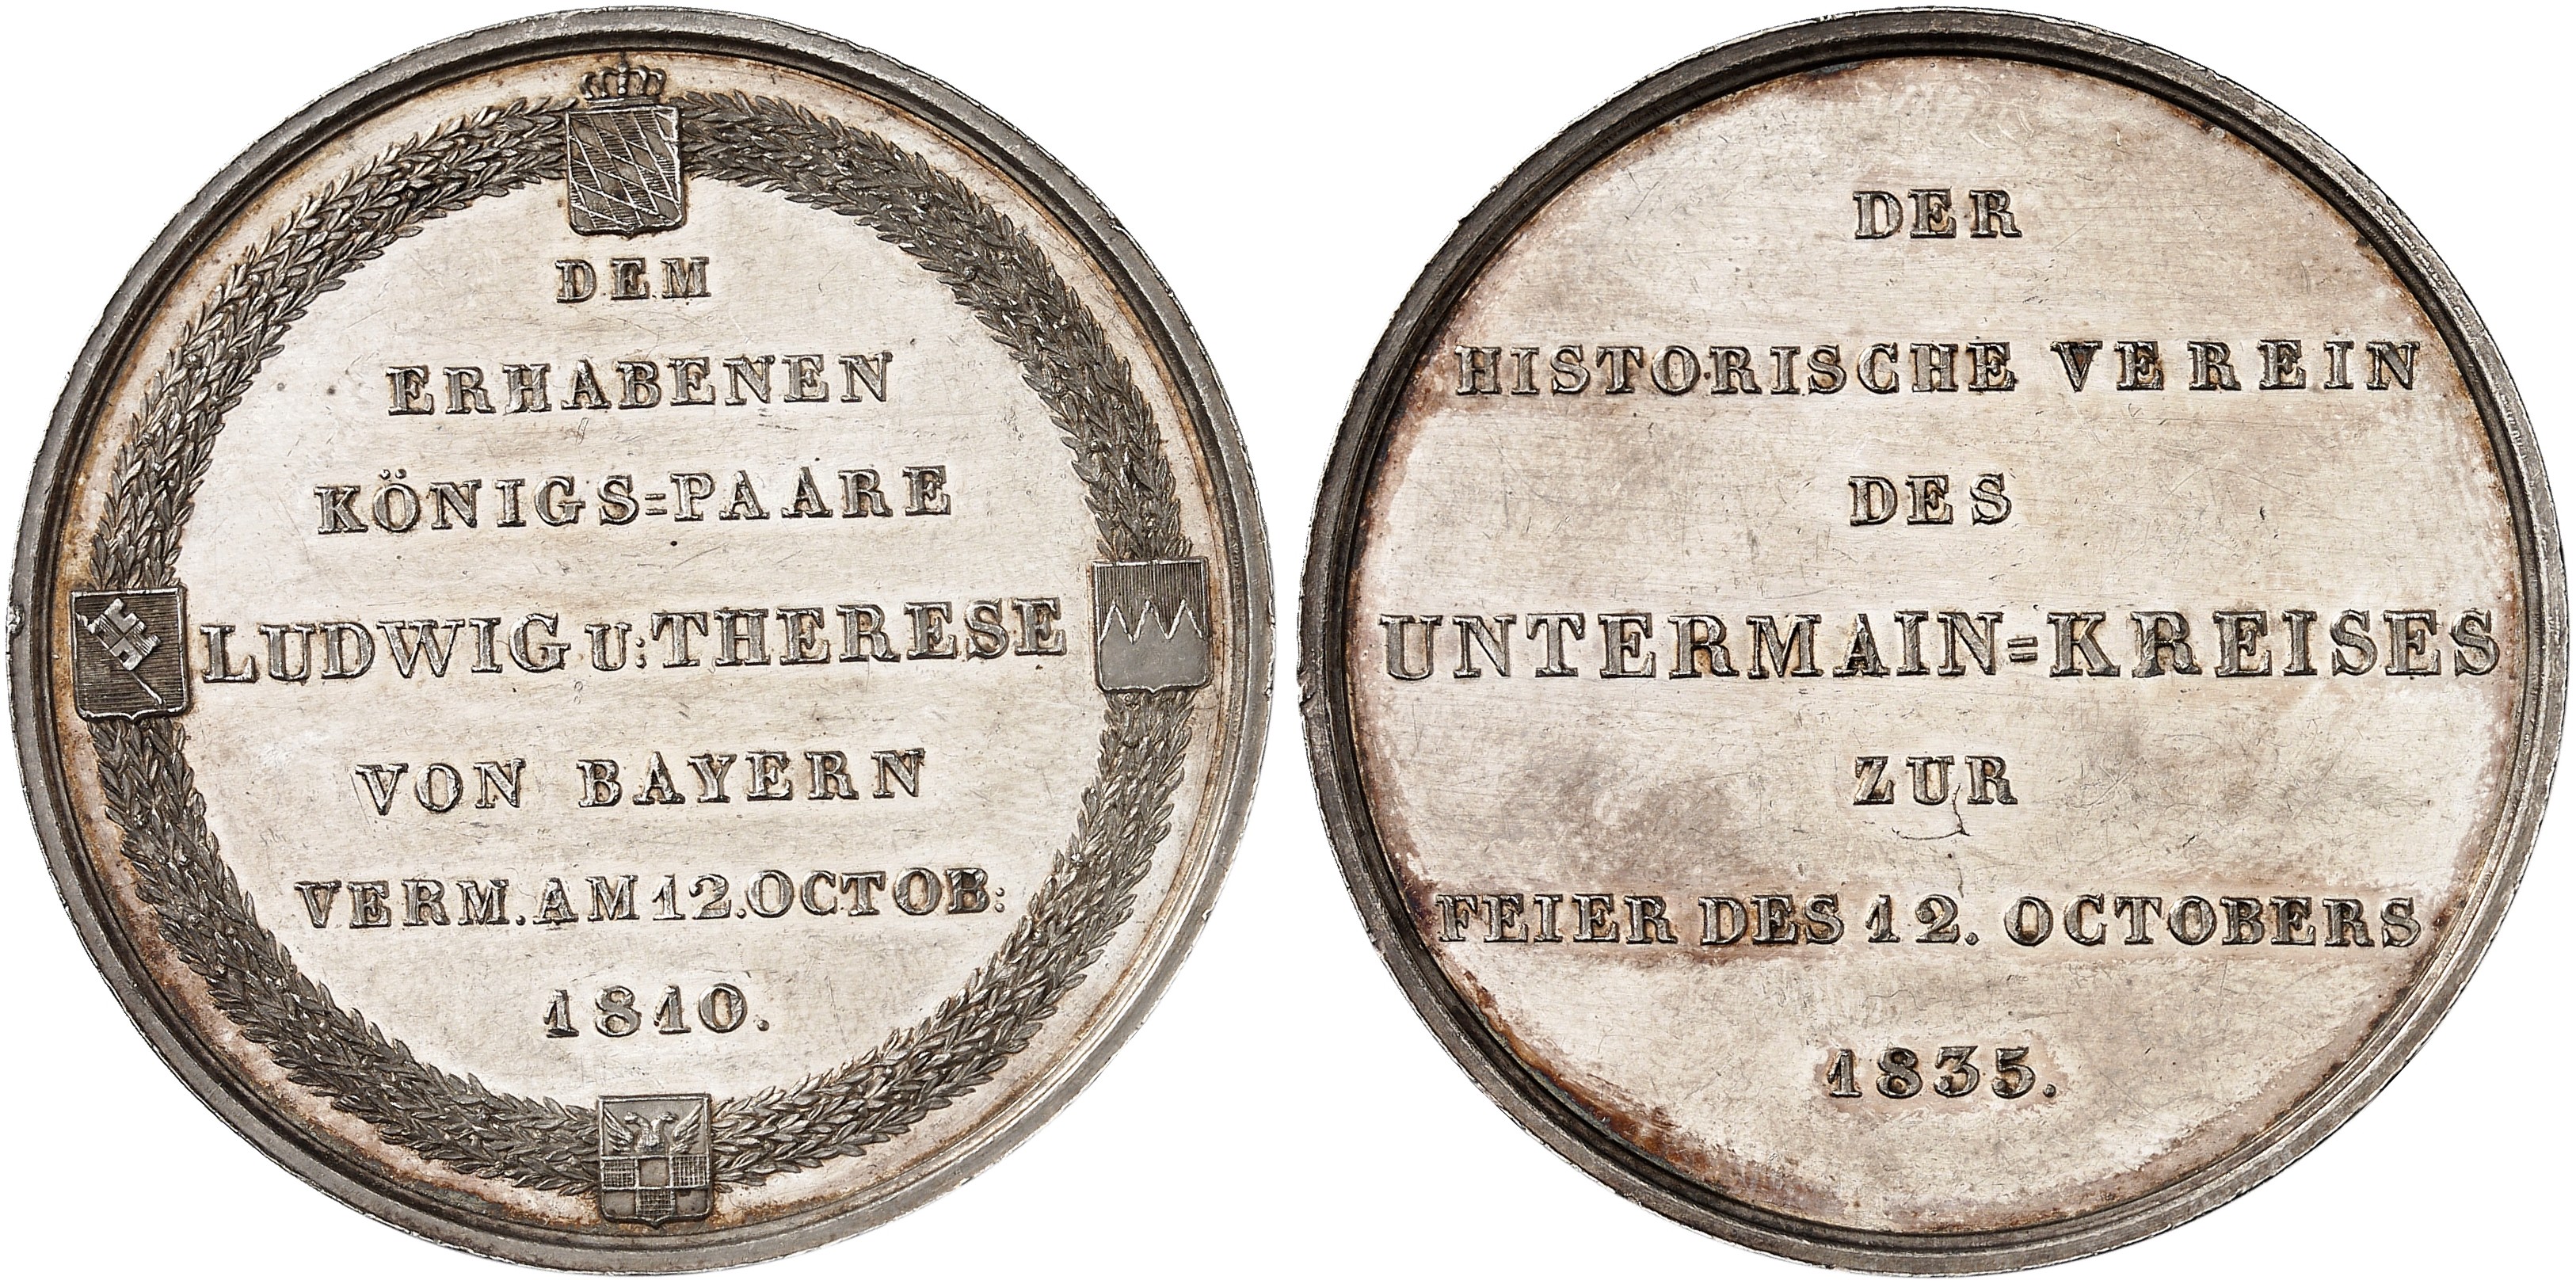 DEM
ERHABENEN
KÖNIGS=PAARE
LUDWIG U: THERESE
VON BAYERN
VERM. AM 12. OCTOB:
1810.
DER
HISTORISCHE VEREIN
DES
UNTERMAIN=KREISES
ZUR
FEIER DES 12. OCTOBERS
1835.